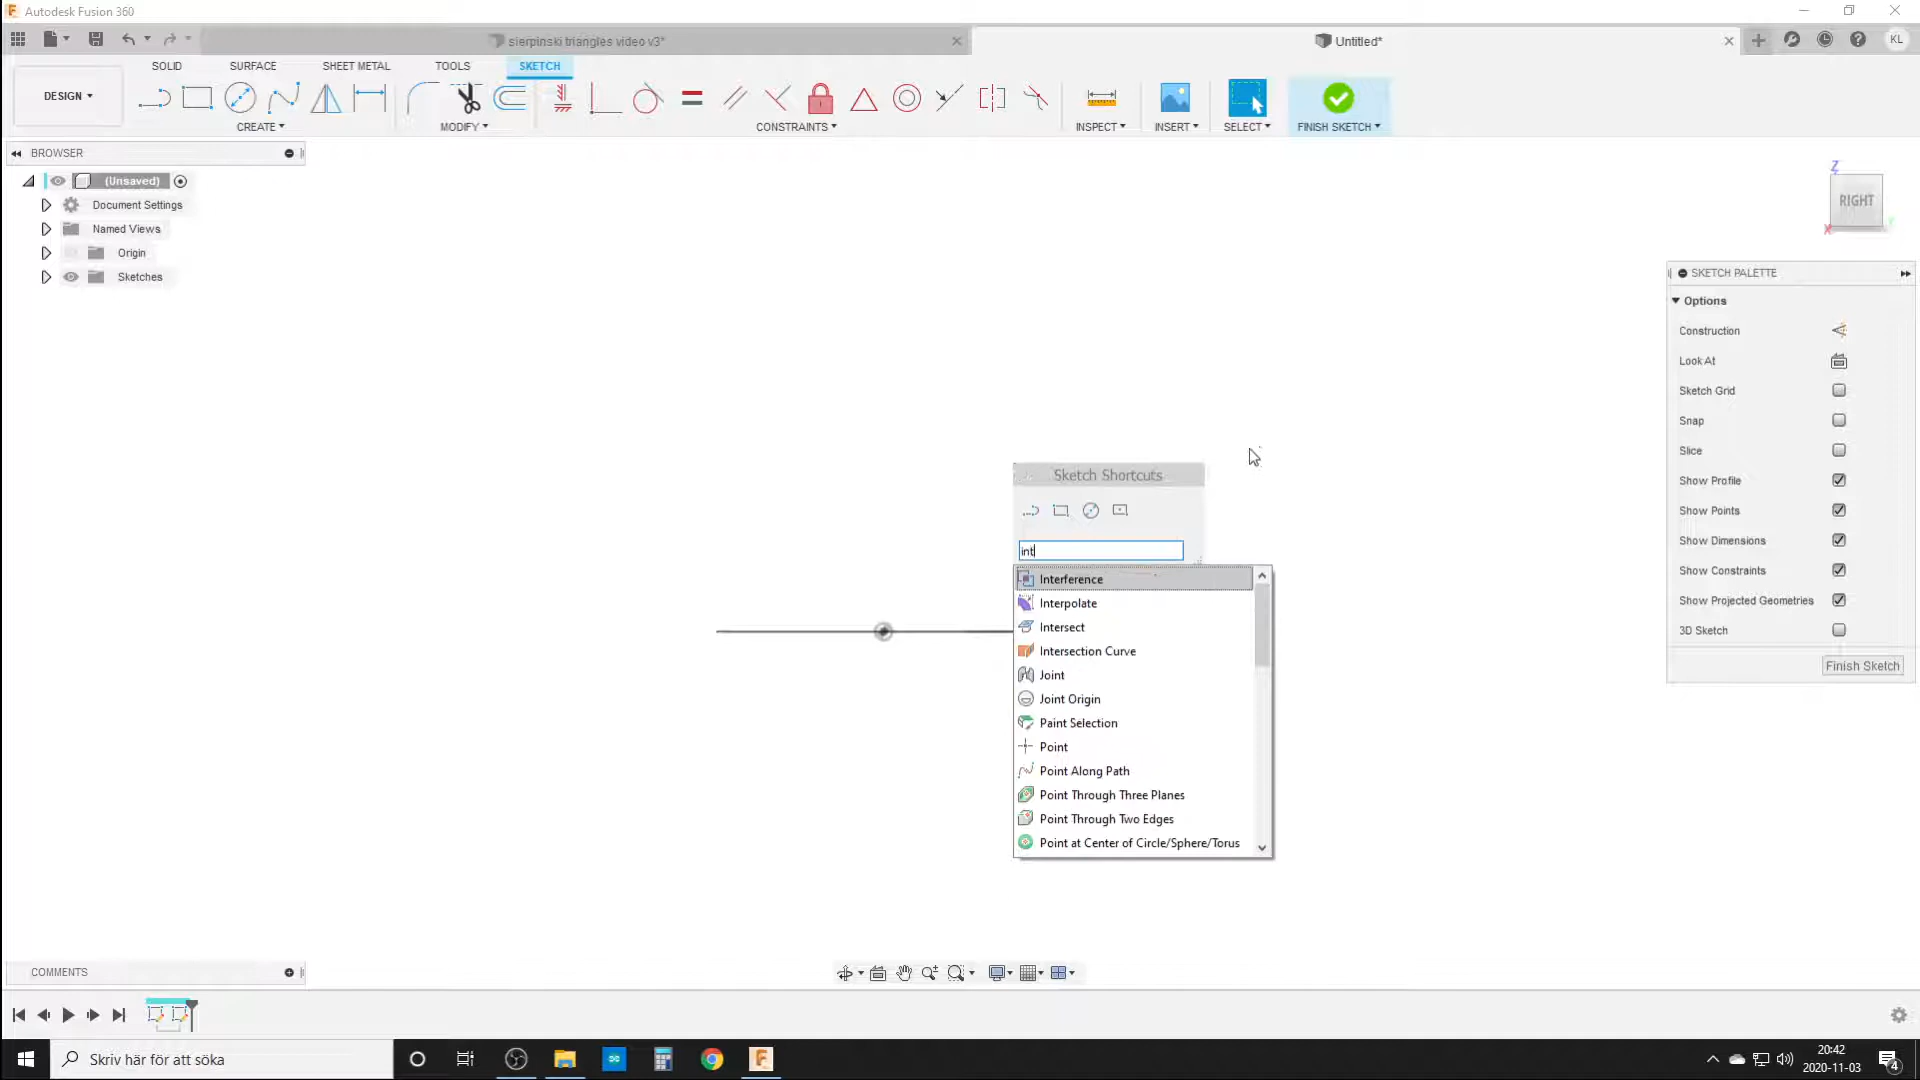 Autodesk Fusion 360
sierpinski triangles video v3*
Untitled*
KL
SOLID SURFACE SHEET METAL TOOLS SKETCH
DESIGN
CREATE MODIFY CONSTRAINTS INSPECT INSERT SELECT FINISH SKETCH
BROWSER
(Unsaved)
Document Settings
Named Views
Origin
Sketches
Z
RIGHT
X
SKETCH PALETTE
Options
Construction
Look At
Sketch Grid
Snap
Slice
Show Profile
Show Points
Show Dimensions
Show Constraints
Show Projected Geometries
3D Sketch
Finish Sketch
Sketch Shortcuts
int
Interference
Interpolate
Intersect
Intersection Curve
Joint
Joint Origin
Paint Selection
Point
Point Along Path
Point Through Three Planes
Point Through Two Edges
Point at Center of Circle/Sphere/Torus
COMMENTS
Skriv här för att söka
20:42
2020-11-03
4